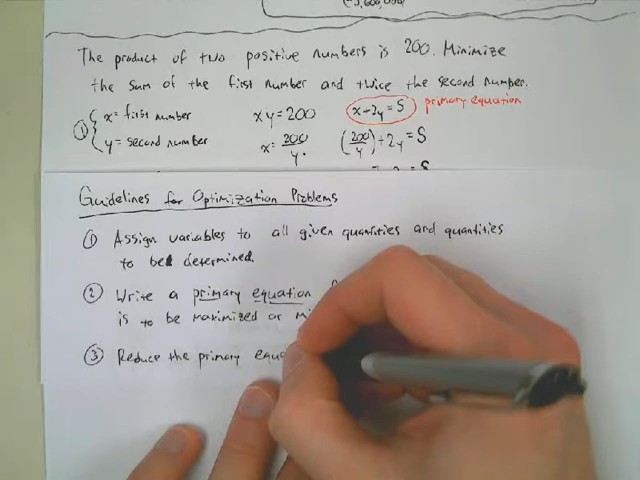 The product of two positive numbers is 200. Minimize
the sum of the first number and twice the second number.
① { x = first number
y = second number
xy = 200
x = 200/y.
x + 2y = S primary equation
(200/y) + 2y = S
Guidelines for Optimization Problems
① Assign variables to all given quantities and quantities
to be determined.
② Write a primary equation
is to be maximized or
③ Reduce the primary